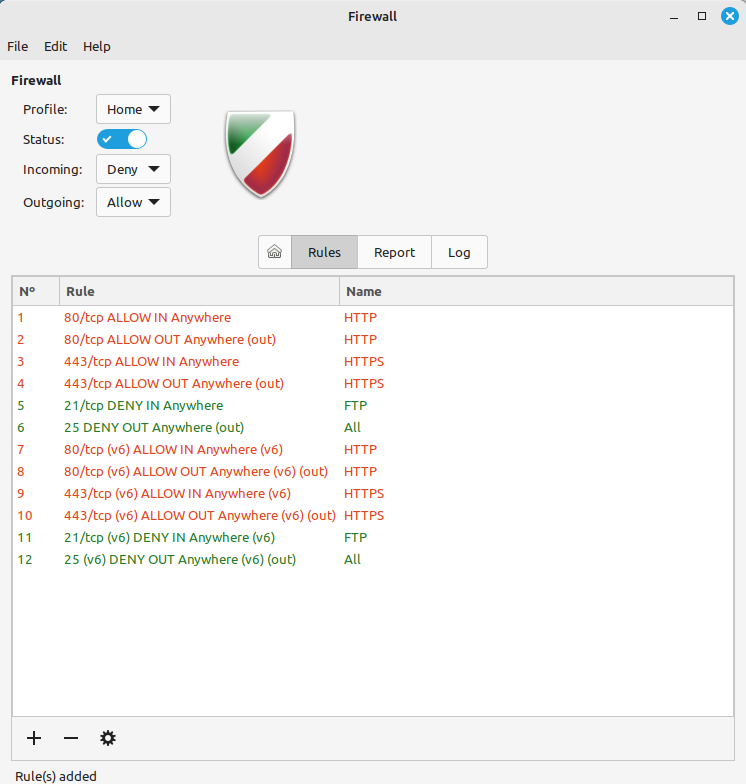 Firewall
File Edit Help
Firewall
Profile: Home
Status:
Incoming: Deny
Outgoing: Allow
Rules Report Log
Nº Rule Name
1 80/tcp ALLOW IN Anywhere HTTP
2 80/tcp ALLOW OUT Anywhere (out) HTTP
3 443/tcp ALLOW IN Anywhere HTTPS
4 443/tcp ALLOW OUT Anywhere (out) HTTPS
5 21/tcp DENY IN Anywhere FTP
6 25 DENY OUT Anywhere (out) All
7 80/tcp (v6) ALLOW IN Anywhere (v6) HTTP
8 80/tcp (v6) ALLOW OUT Anywhere (v6) (out) HTTP
9 443/tcp (v6) ALLOW IN Anywhere (v6) HTTPS
10 443/tcp (v6) ALLOW OUT Anywhere (v6) (out) HTTPS
11 21/tcp (v6) DENY IN Anywhere (v6) FTP
12 25 (v6) DENY OUT Anywhere (v6) (out) All
Rule(s) added